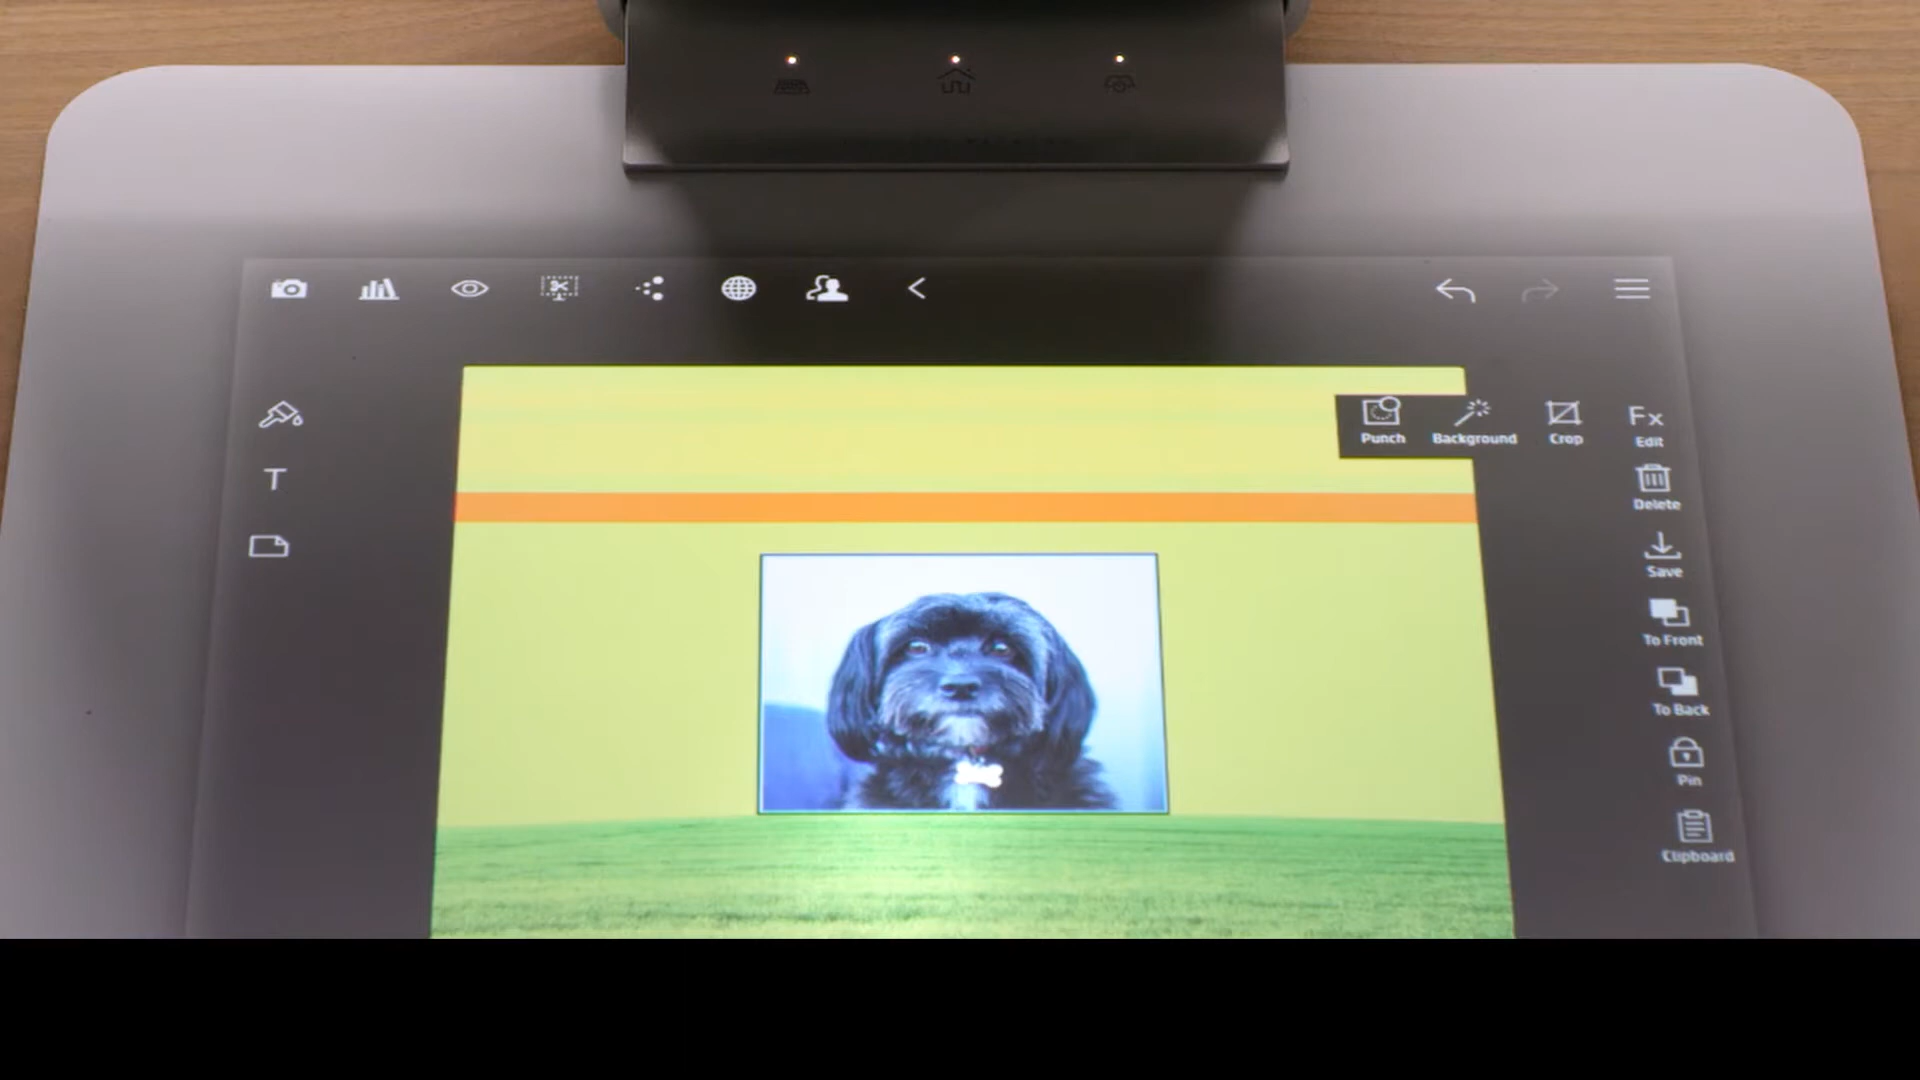 Punch Background Crop Fx
Edit
Delete
Save
To Front
To Back
Pin
Clipboard
T